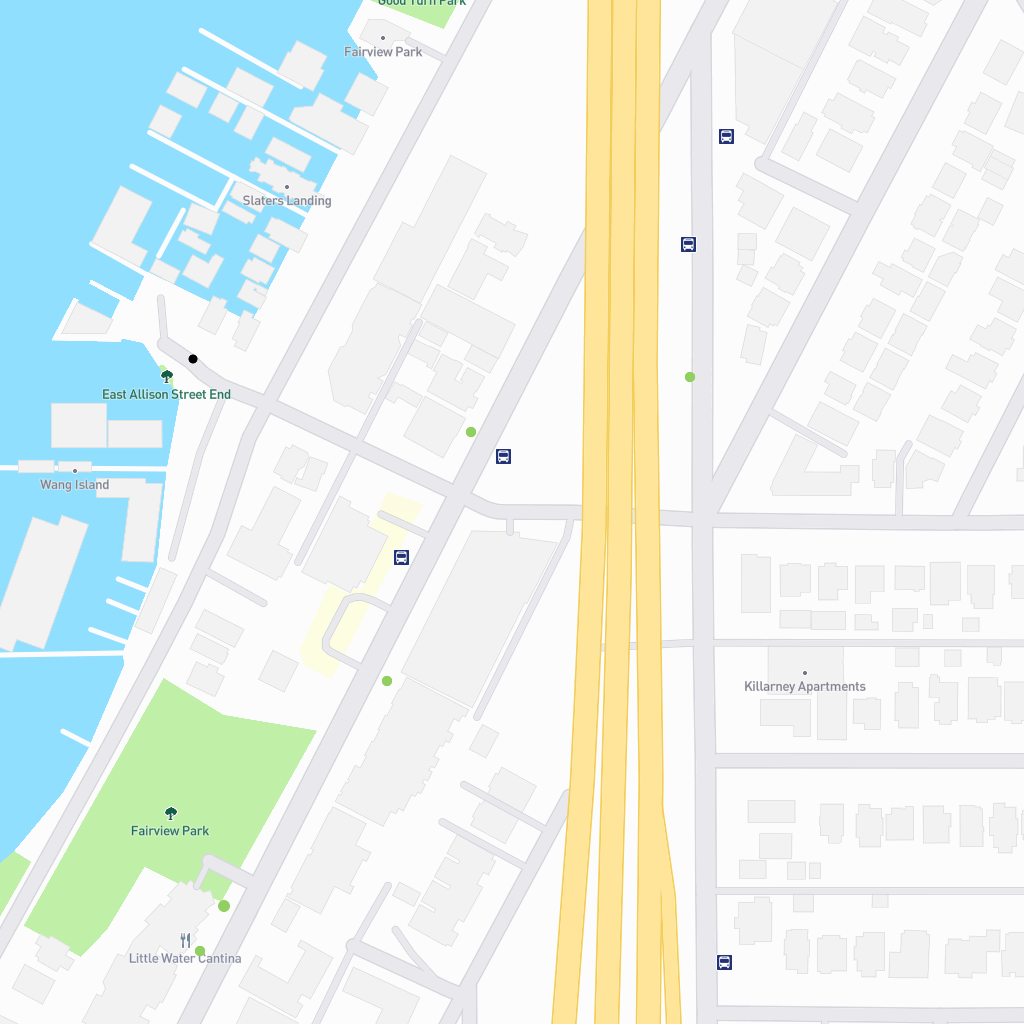 Good Turn Park
Fairview Park
Slaters Landing
East Allison Street End
Wang Island
Killarney Apartments
Fairview Park
Little Water Cantina